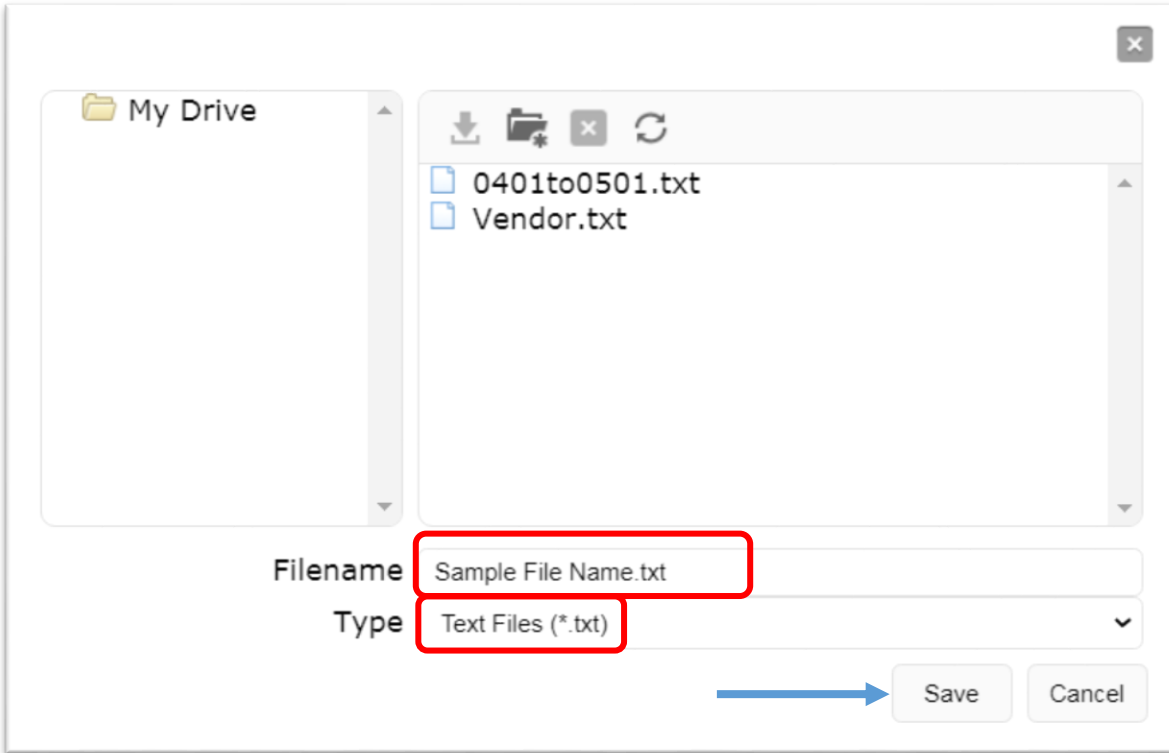 My Drive
0401to0501.txt
Vendor.txt
Filename Sample File Name.txt
Type Text Files (*.txt)
Save Cancel